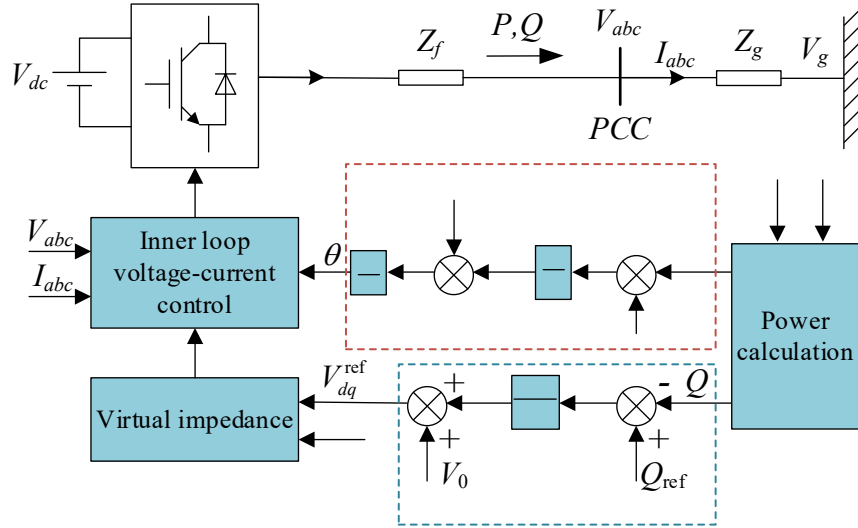 P,Q
V_abc
Z_f
I_abc
Z_g
V_g
V_dc
PCC
V_abc
I_abc
Inner loop
voltage-current
control
θ
—
—
Power
calculation
V_dq^ref
+
—
- Q
Virtual impedance
+
V_0
+
Q_ref